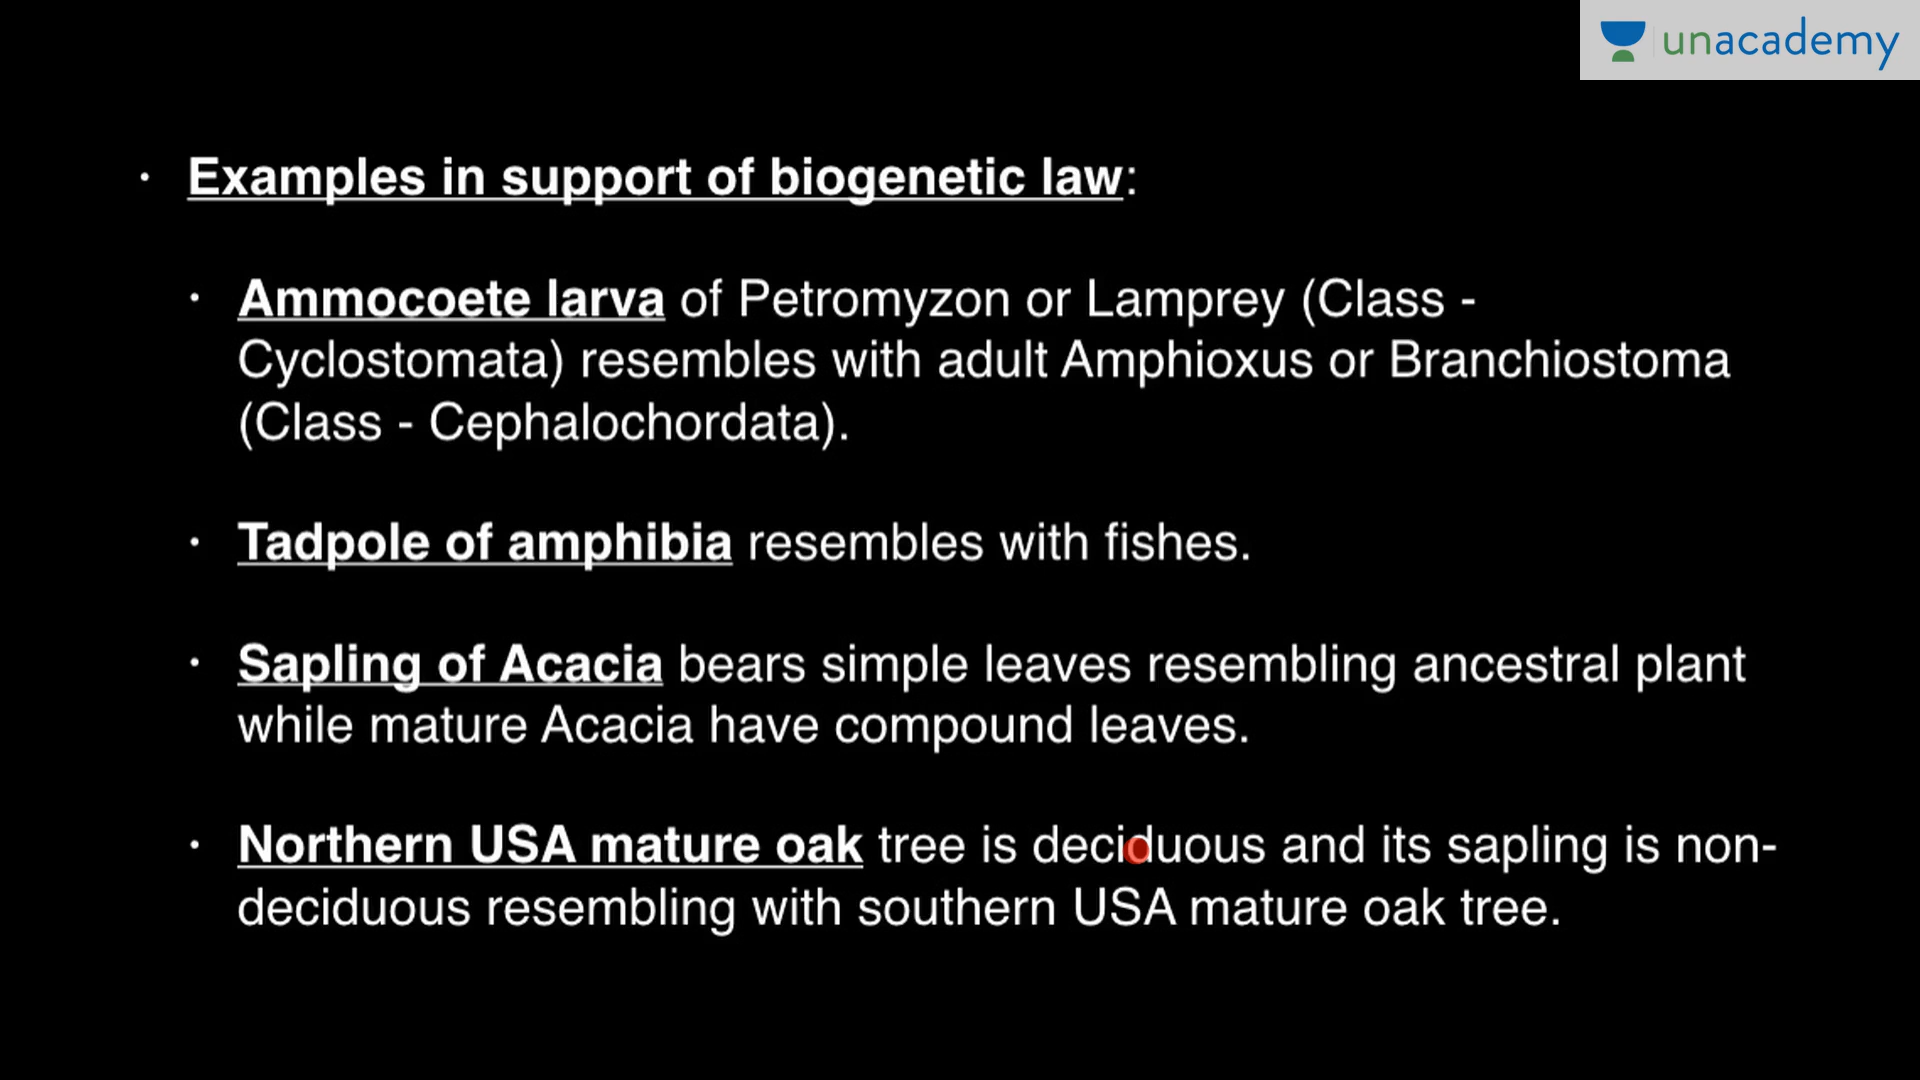 unacademy
· Examples in support of biogenetic law:
· Ammocoete larva of Petromyzon or Lamprey (Class -
Cyclostomata) resembles with adult Amphioxus or Branchiostoma
(Class - Cephalochordata).
· Tadpole of amphibia resembles with fishes.
· Sapling of Acacia bears simple leaves resembling ancestral plant
while mature Acacia have compound leaves.
· Northern USA mature oak tree is deciduous and its sapling is non-
deciduous resembling with southern USA mature oak tree.